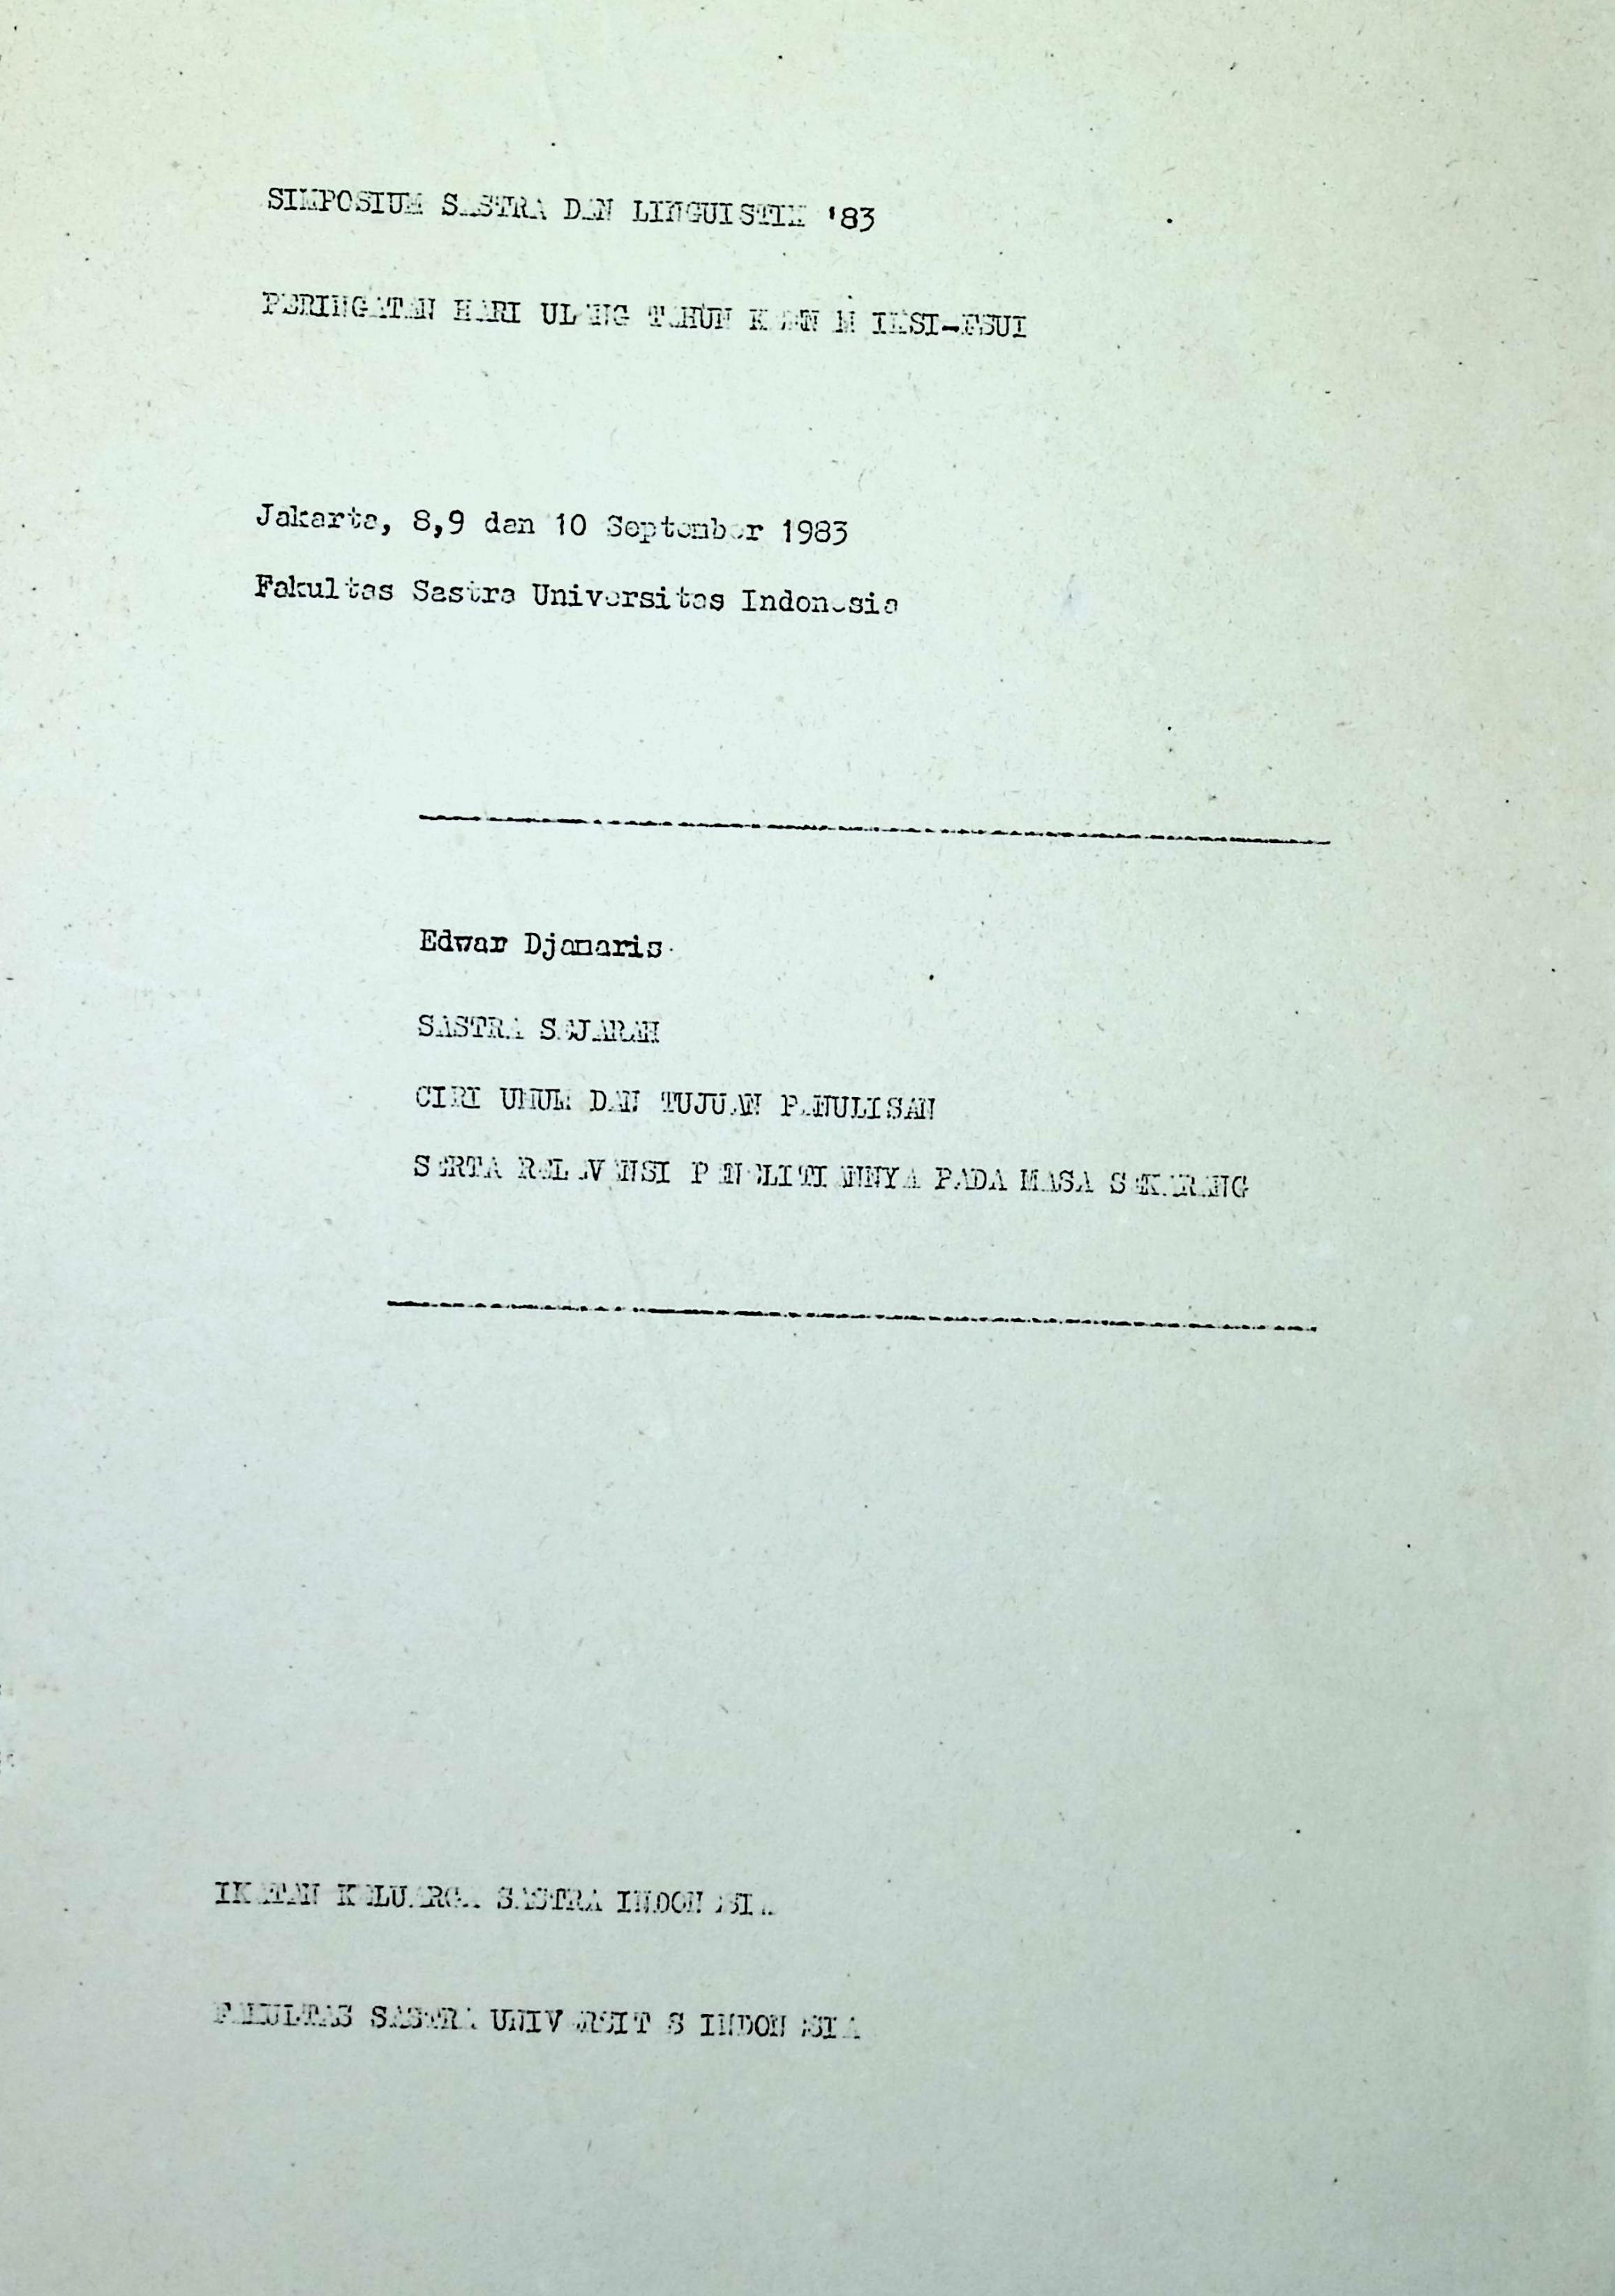 SIMPOSIUM SASTRA DAN LINGUISTIK '83
PERINGATAN HARI ULANG TAHUN KEENAM IKSI-FSUI
Jakarta, 8,9 dan 10 September 1983
Fakultas Sastra Universitas Indonesia
Edwar Djamaris
SASTRA SEJARAH
CIRI UMUM DAN TUJUAN PENULISAN
SERTA RELEVANSI PENELITIANNYA PADA MASA SEKARANG
IKATAN KELUARGA SASTRA INDONESIA
FAKULTAS SASTRA UNIVERSITAS INDONESIA